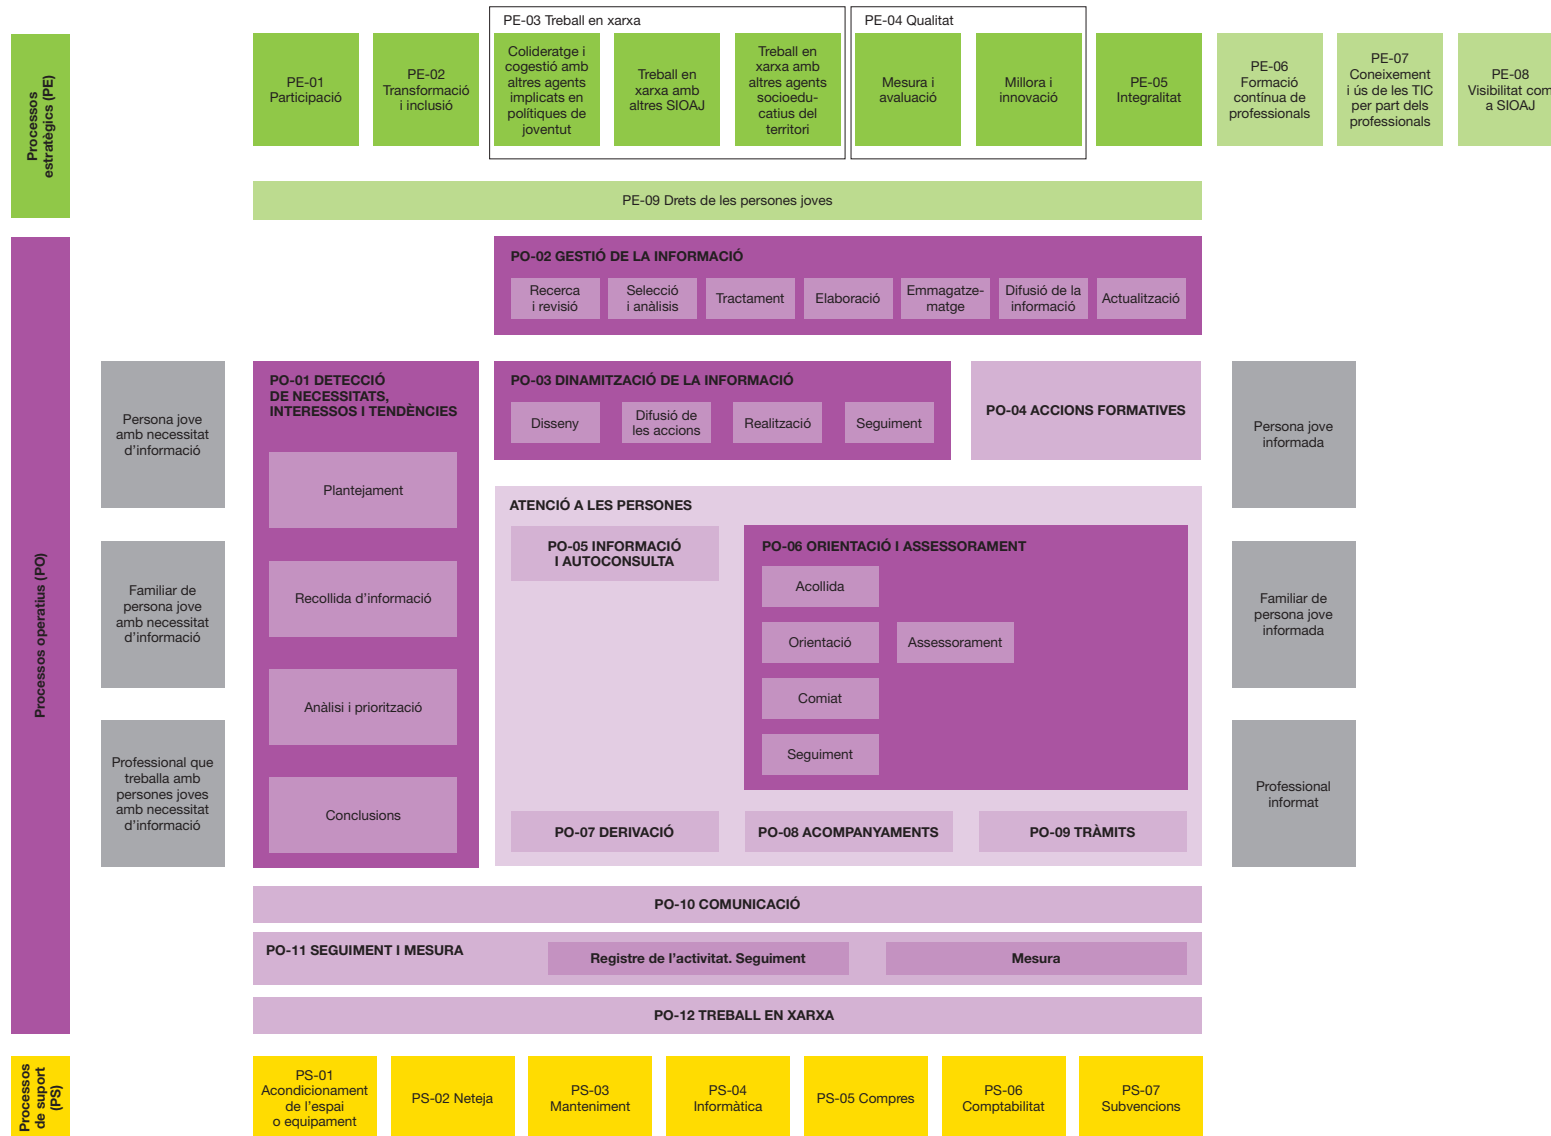 PE-03 Treball en xarxa
PE-04 Qualitat
Processos
estratègics (PE)
PE-01
Participació
PE-02
Transformació
i inclusió
Colideratge i
cogestió amb
altres agents
implicats en
polítiques de
joventut
Treball en
xarxa amb
altres SIOAJ
Treball en
xarxa amb
altres agents
socioedu-
catius del
territori
Mesura i
avaluació
Millora i
innovació
PE-05
Integralitat
PE-06
Formació
contínua de
professionals
PE-07
Coneixement
i ús de les TIC
per part dels
professionals
PE-08
Visibilitat com
a SIOAJ
PE-09 Drets de les persones joves
Processos operatius (PO)
PO-02 GESTIÓ DE LA INFORMACIÓ
Recerca
i revisió
Selecció
i anàlisis
Tractament
Elaboració
Emmagatze-
matge
Difusió de la
informació
Actualització
Persona jove
amb necessitat
d’informació
Familiar de
persona jove
amb necessitat
d’informació
Professional que
treballa amb
persones joves
amb necessitat
d’informació
PO-01 DETECCIÓ
DE NECESSITATS,
INTERESSOS I TENDÈNCIES
Plantejament
Recollida d’informació
Anàlisi i priorització
Conclusions
PO-03 DINAMITZACIÓ DE LA INFORMACIÓ
Disseny
Difusió de
les accions
Realització
Seguiment
PO-04 ACCIONS FORMATIVES
ATENCIÓ A LES PERSONES
PO-05 INFORMACIÓ
I AUTOCONSULTA
PO-06 ORIENTACIÓ I ASSESSORAMENT
Acollida
Orientació
Assessorament
Comiat
Seguiment
PO-07 DERIVACIÓ
PO-08 ACOMPANYAMENTS
PO-09 TRÀMITS
Persona jove
informada
Familiar de
persona jove
informada
Professional
informat
PO-10 COMUNICACIÓ
PO-11 SEGUIMENT I MESURA
Registre de l’activitat. Seguiment
Mesura
PO-12 TREBALL EN XARXA
Processos
de suport
(PS)
PS-01
Acondicionament
de l’espai
o equipament
PS-02 Neteja
PS-03
Manteniment
PS-04
Informàtica
PS-05 Compres
PS-06
Comptabilitat
PS-07
Subvencions